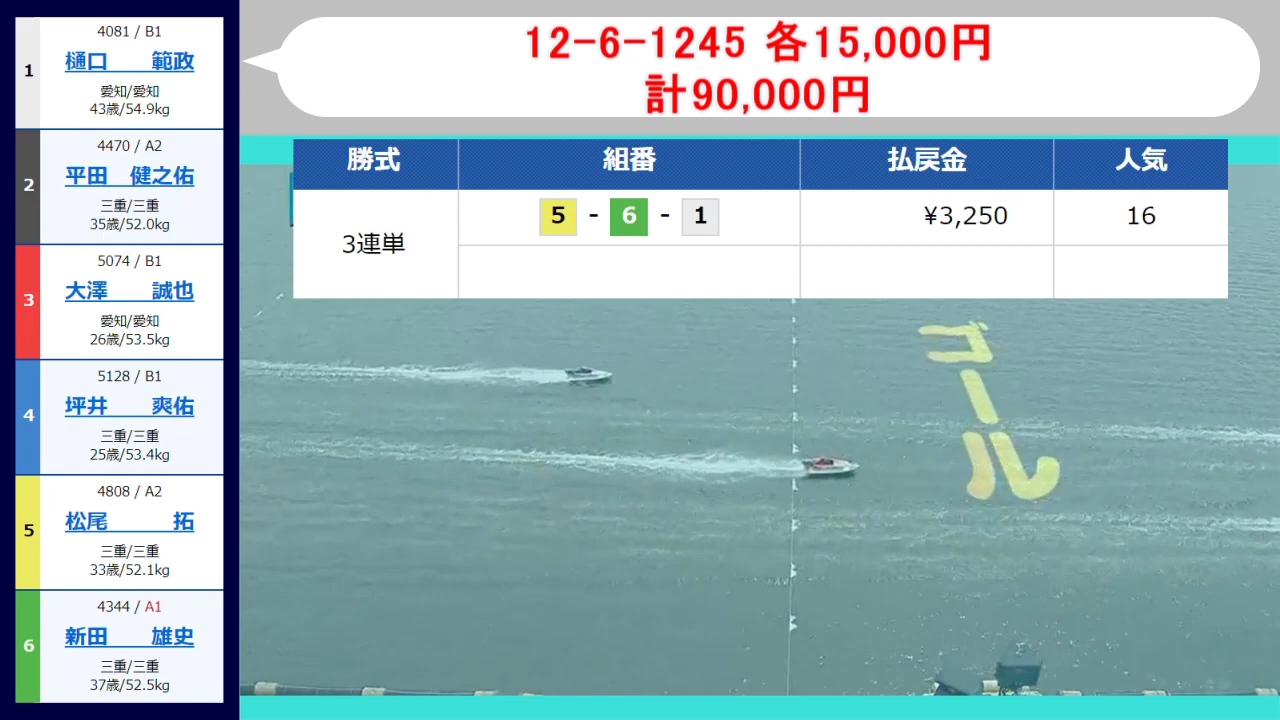 1
4081 / B1
樋口 範政
愛知/愛知
43歳/54.9kg
2
4470 / A2
平田 健之佑
三重/三重
35歳/52.0kg
3
5074 / B1
大澤 誠也
愛知/愛知
26歳/53.5kg
4
5128 / B1
坪井 爽佑
三重/三重
25歳/53.4kg
5
4808 / A2
松尾 拓
三重/三重
33歳/52.1kg
6
4344 / A1
新田 雄史
三重/三重
37歳/52.5kg
12-6-1245 各15,000円
計90,000円
勝式 組番 払戻金 人気
3連単 5 - 6 - 1 ¥3,250 16
ゴール